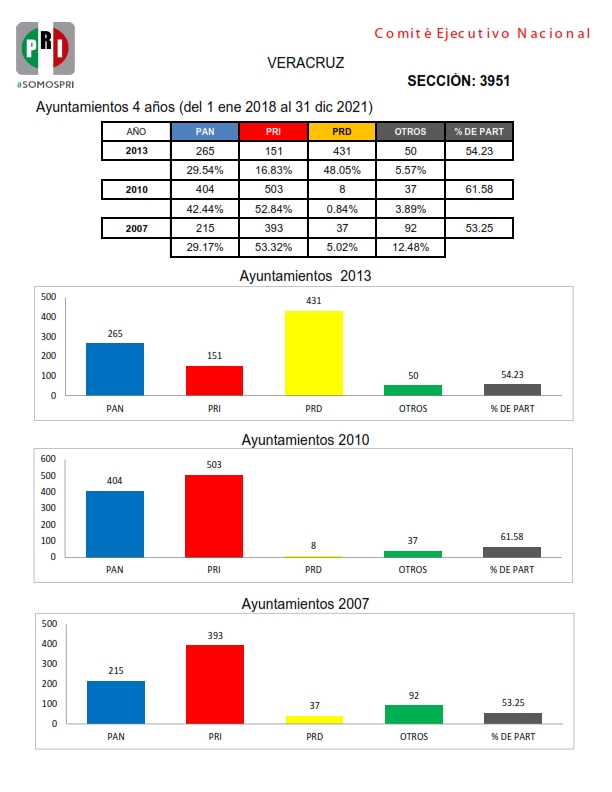 Comité Ejecutivo Nacional
PRI
#SOMOSPRI
VERACRUZ
SECCIÓN: 3951
Ayuntamientos 4 años (del 1 ene 2018 al 31 dic 2021)
AÑO PAN PRI PRD OTROS % DE PART
2013 265 151 431 50 54.23
29.54% 16.83% 48.05% 5.57%
2010 404 503 8 37 61.58
42.44% 52.84% 0.84% 3.89%
2007 215 393 37 92 53.25
29.17% 53.32% 5.02% 12.48%
Ayuntamientos 2013
500
400
300
200
100
0
265
151
431
50
54.23
PAN PRI PRD OTROS % DE PART
Ayuntamientos 2010
600
500
400
300
200
100
0
404
503
8
37
61.58
PAN PRI PRD OTROS % DE PART
Ayuntamientos 2007
500
400
300
200
100
0
215
393
37
92
53.25
PAN PRI PRD OTROS % DE PART